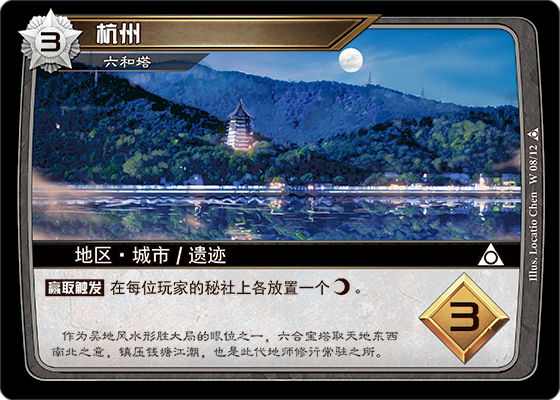 3
杭州
六和塔
Illus. Locatio Chen W 08/12
地区·城市 / 遗迹
赢取触发 在每位玩家的秘社上各放置一个。
3
作为吴地风水形胜大局的眼位之一，六合宝塔取天地东西
南北之意，镇压钱塘江潮，也是此代地师修行常驻之所。